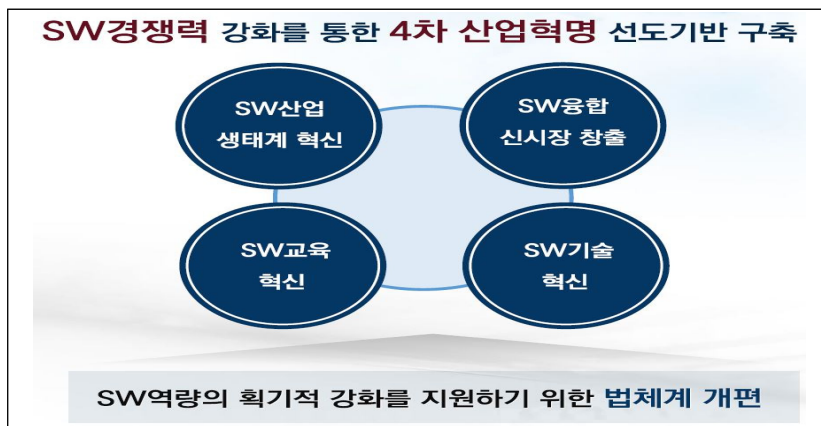 SW경쟁력 강화를 통한 4차 산업혁명 선도기반 구축
SW산업
생태계 혁신
SW융합
신시장 창출
SW교육
혁신
SW기술
혁신
SW역량의 획기적 강화를 지원하기 위한 법체계 개편